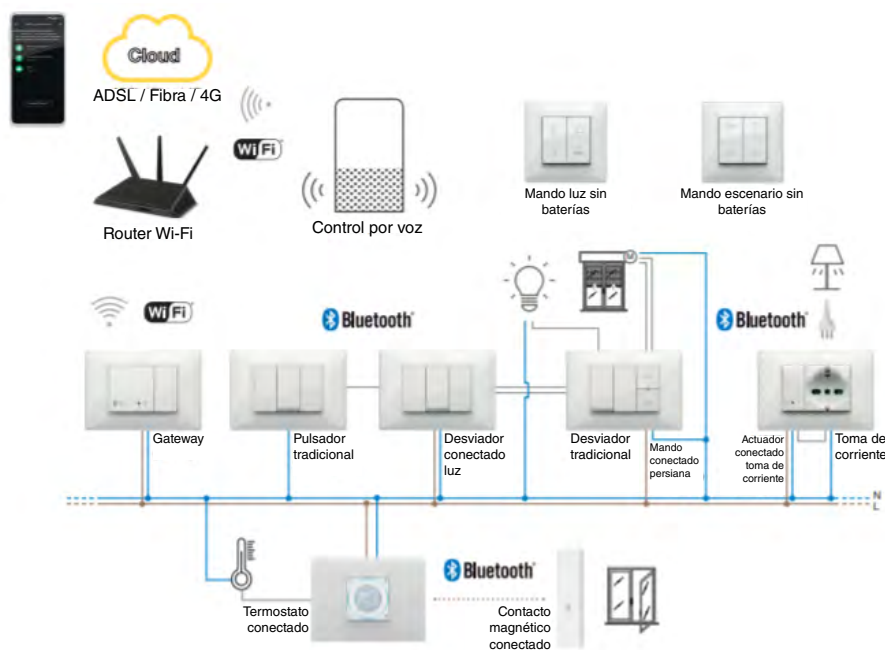 Cloud
ADSL / Fibra / 4G
WiFi
Router Wi-Fi
Control por voz
Mando luz sin
baterías
Mando escenario sin
baterías
WiFi
Bluetooth
Bluetooth
Gateway
Pulsador
tradicional
Desviador
conectado
luz
Desviador
tradicional
M
Mando
conectado
persiana
Actuador
conectado
toma de
corriente
Toma de
corriente
N
L
Termostato
conectado
Bluetooth
Contacto
magnético
conectado